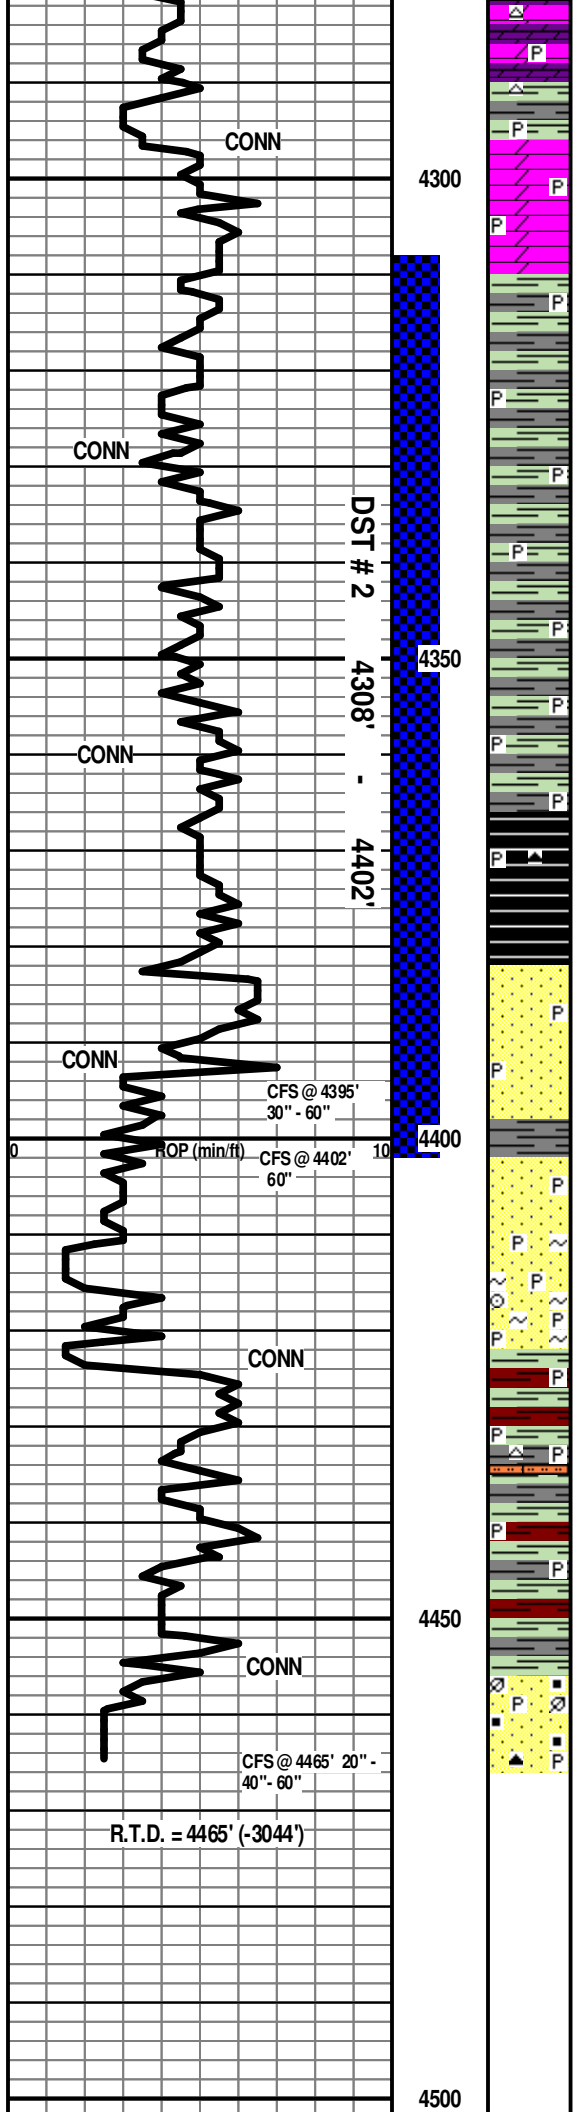 P
CONN
P
4300
P
P
P
P
CONN
P
DST # 2 4308' - 4402'
P
P
4350
P
CONN
P
P
P
P
CONN
P
CFS @ 4395'
30" - 60"
4400
0 ROP (min/ft) 10
CFS @ 4402'
60"
P
P
P
P
P
CONN
P
P
P
P
P
4450
CONN
P
CFS @ 4465' 20" -
40"- 60"
P
R.T.D. = 4465' (-3044')
4500